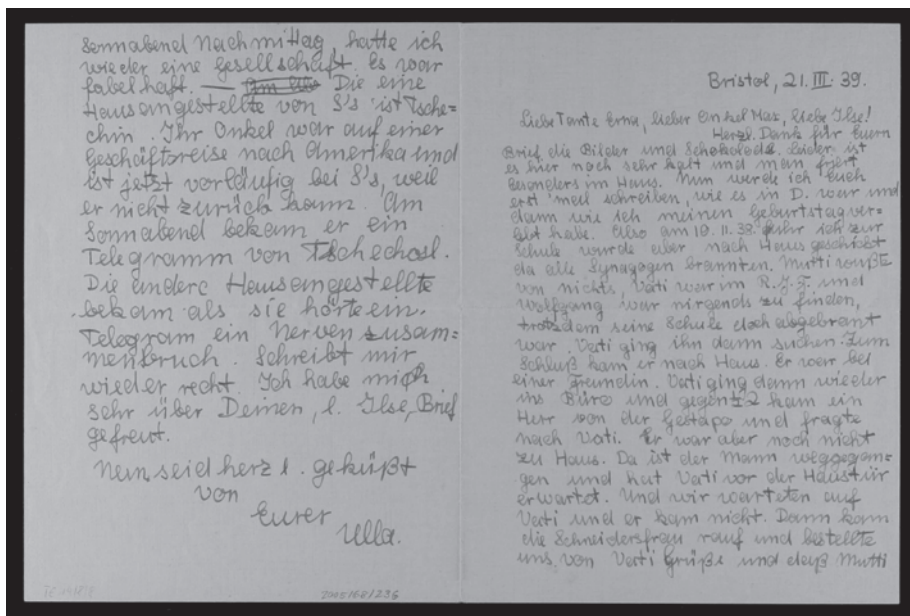 Sonnabend Nachmittag, hatte ich
wieder eine Gesellschaft. Es war
fabelhaft. — Die eine
Hausangestellte von S's ist Tsche-
chin. Ihr Onkel war auf einer
Geschäftsreise nach Amerika und
ist jetzt vorläufig bei S's, weil
er nicht zurück kann. Am
Sonnabend bekam er ein
Telegramm von Tschechosl.
Die andere Hausangestellte
bekam als sie hörte ein
Telegram ein Nervenzusam-
menbruch. Schreibt mir
wieder recht. Ich habe mich
sehr über Deinen, l. Ilse, Brief
gefreut.
Nun, seid herzl. geküßt
von
Eurer
Ulla.
2005/68/236
Bristol, 21. III. 39.
Liebe Tante Erna, lieber Onkel Max, liebe Ilse!
Herzl. Dank für Euern
Brief die Bilder und Schokolade. Leider ist
es hier noch sehr kalt und man friert
besonders im Haus. Nun werde ich Euch
erst 'mal schreiben, wie es in D. war und
dann wie ich meinen Geburtstag ver-
lebt habe. Also am 10. 11. 38. fuhr ich zur
Schule wurde aber nach Haus geschickt
da alle Synagogen brannten. Mutti wußte
von nichts. Vati war im R.J.F. und
Wolfgang war nirgends zu finden,
trotzdem seine Schule doch abgebrant
war. Vati ging ihn dann suchen. Zum
Schluß kam er nach Haus. Er war bei
einer Freundin. Vati ging dann wieder
ins Büro und gegen ½2 kam ein
Herr von der Gestapo und fragte
nach Vati. Er war aber noch nicht
zu Haus. Da ist der Mann weggegan-
gen und hat Vati vor der Haustür
erwartet. Und wir warteten auf
Vati und er kam nicht. Dann kam
die Schneidersfrau rauf und bestellte
uns, von Vati Grüße und daß Mutti